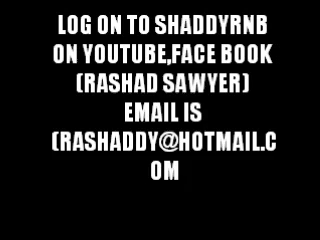 LOG ON TO SHADDYRNB
ON YOUTUBE,FACE BOOK
(RASHAD SAWYER)
EMAIL IS
(RASHADDY@HOTMAIL.C
OM